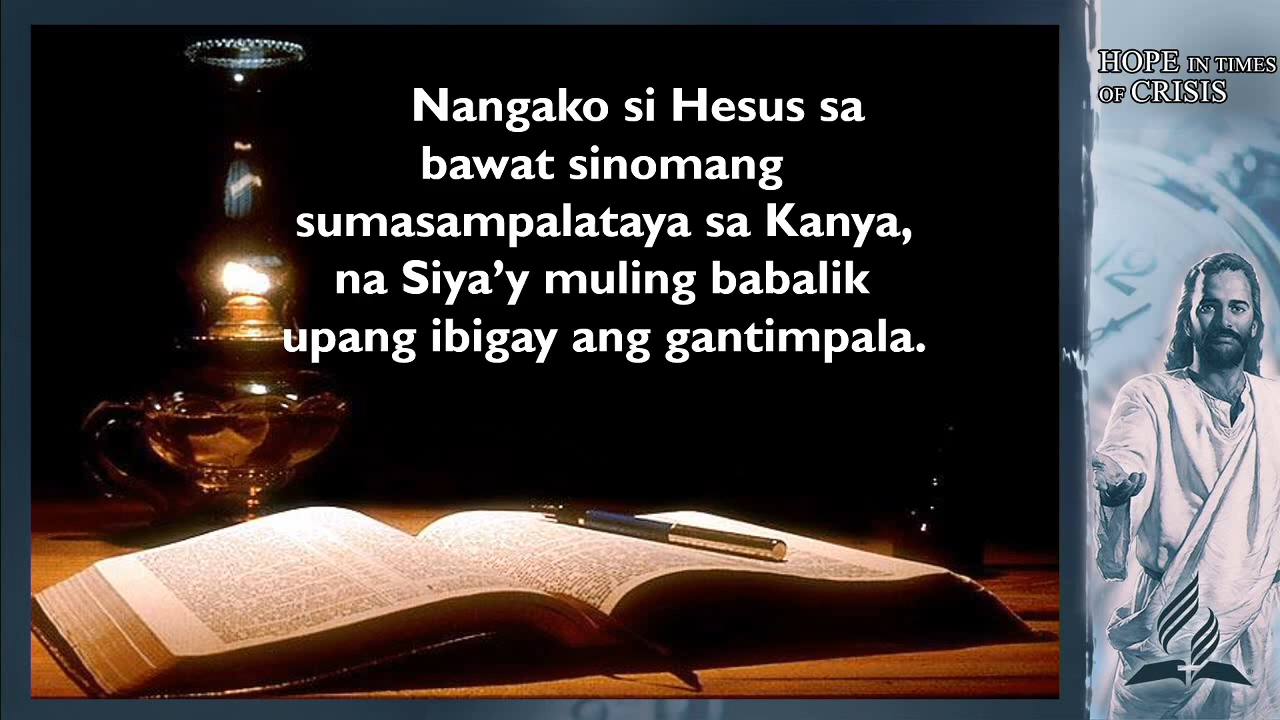 Nangako si Hesus sa
bawat sinomang
sumasampalataya sa Kanya,
na Siya’y muling babalik
upang ibigay ang gantimpala.
HOPE IN TIMES
OF CRISIS